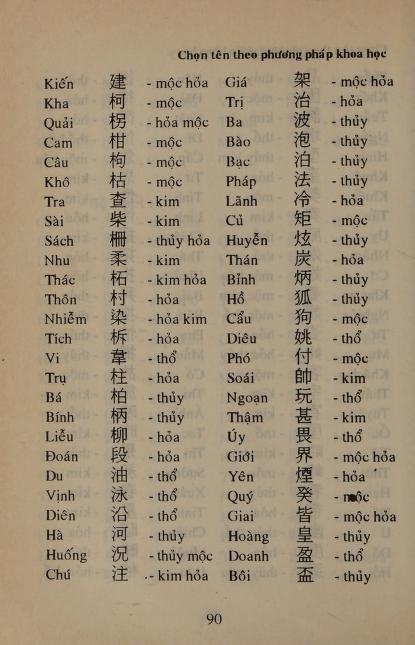 Chọn tên theo phương pháp khoa học
Kiến 建 - mộc hỏa Giá 架 - mộc hỏa
Kha 柯 - mộc Trị 治 - hỏa
Quải 枴 - hỏa mộc Ba 波 - thủy
Cam 柑 - mộc Bào 泡 - thủy
Câu 枸 - mộc Bạc 泊 - thủy
Khô 枯 - mộc Pháp 法 - thủy
Tra 查 - kim Lãnh 冷 - hỏa
Sài 柴 - kim Củ 矩 - mộc
Sách 柵 - thủy hỏa Huyễn 炫 - thủy
Nhu 柔 - kim Thán 炭 - hỏa
Thác 柘 - kim hỏa Bỉnh 炳 - thủy
Thôn 村 - hỏa Hồ 狐 - thủy
Nhiễm 染 - hỏa kim Cẩu 狗 - mộc
Tích 柝 - hỏa Diêu 姚 - thổ
Vi 韋 - thổ Phó 付 - mộc
Trụ 柱 - hỏa Soái 帥 - kim
Bá 柏 - thủy Ngoạn 玩 - thổ
Bính 柄 - thủy Thậm 甚 - kim
Liễu 柳 - hỏa Úy 畏 - thổ
Đoán 段 - hỏa Giới 界 - mộc hỏa
Du 油 - thổ Yên 煙 - hỏa
Vịnh 泳 - thổ Quý 癸 - mộc
Diên 沿 - thổ Giai 皆 - mộc hỏa
Hà 河 - thủy Hoàng 皇 - thủy
Huống 況 - thủy mộc Doanh 盈 - thổ
Chú 注 - kim hỏa Bôi 盃 - thủy
90